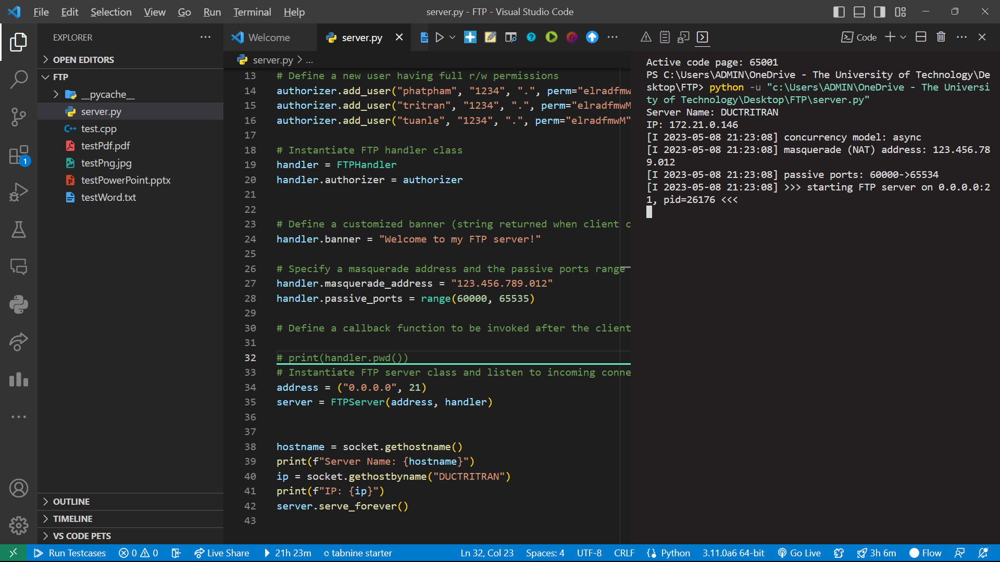 File Edit Selection View Go Run Terminal Help
server.py - FTP - Visual Studio Code
EXPLORER
OPEN EDITORS
FTP
__pycache__
server.py
test.cpp
testPdf.pdf
testPng.jpg
testPowerPoint.pptx
testWord.txt
OUTLINE
TIMELINE
VS CODE PETS
1
Welcome
server.py
server.py > ...
13 # Define a new user having full r/w permissions
14 authorizer.add_user("phatpham", "1234", ".", perm="elradfmw
15 authorizer.add_user("tritran", "1234", ".", perm="elradfmwM
16 authorizer.add_user("tuanle", "1234", ".", perm="elradfmwM"
17
18 # Instantiate FTP handler class
19 handler = FTPHandler
20 handler.authorizer = authorizer
21
22
23 # Define a customized banner (string returned when client c
24 handler.banner = "Welcome to my FTP server!"
25
26 # Specify a masquerade address and the passive ports range
27 handler.masquerade_address = "123.456.789.012"
28 handler.passive_ports = range(60000, 65535)
29
30 # Define a callback function to be invoked after the client
31
32 # print(handler.pwd())
33 # Instantiate FTP server class and listen to incoming conne
34 address = ("0.0.0.0", 21)
35 server = FTPServer(address, handler)
36
37
38 hostname = socket.gethostname()
39 print(f"Server Name: {hostname}")
40 ip = socket.gethostbyname("DUCTRITRAN")
41 print(f"IP: {ip}")
42 server.serve_forever()
43
Code
Active code page: 65001
PS C:\Users\ADMIN\OneDrive - The University of Technology\De
sktop\FTP> python -u "c:\Users\ADMIN\OneDrive - The Universi
ty of Technology\Desktop\FTP\server.py"
Server Name: DUCTRITRAN
IP: 172.21.0.146
[I 2023-05-08 21:23:08] concurrency model: async
[I 2023-05-08 21:23:08] masquerade (NAT) address: 123.456.78
9.012
[I 2023-05-08 21:23:08] passive ports: 60000->65534
[I 2023-05-08 21:23:08] >>> starting FTP server on 0.0.0.0:2
1, pid=26176 <<<
Run Testcases 0 0 Live Share 21h 23m tabnine starter Ln 32, Col 23 Spaces: 4 UTF-8 CRLF Python 3.11.0a6 64-bit Go Live 3h 6m Flow